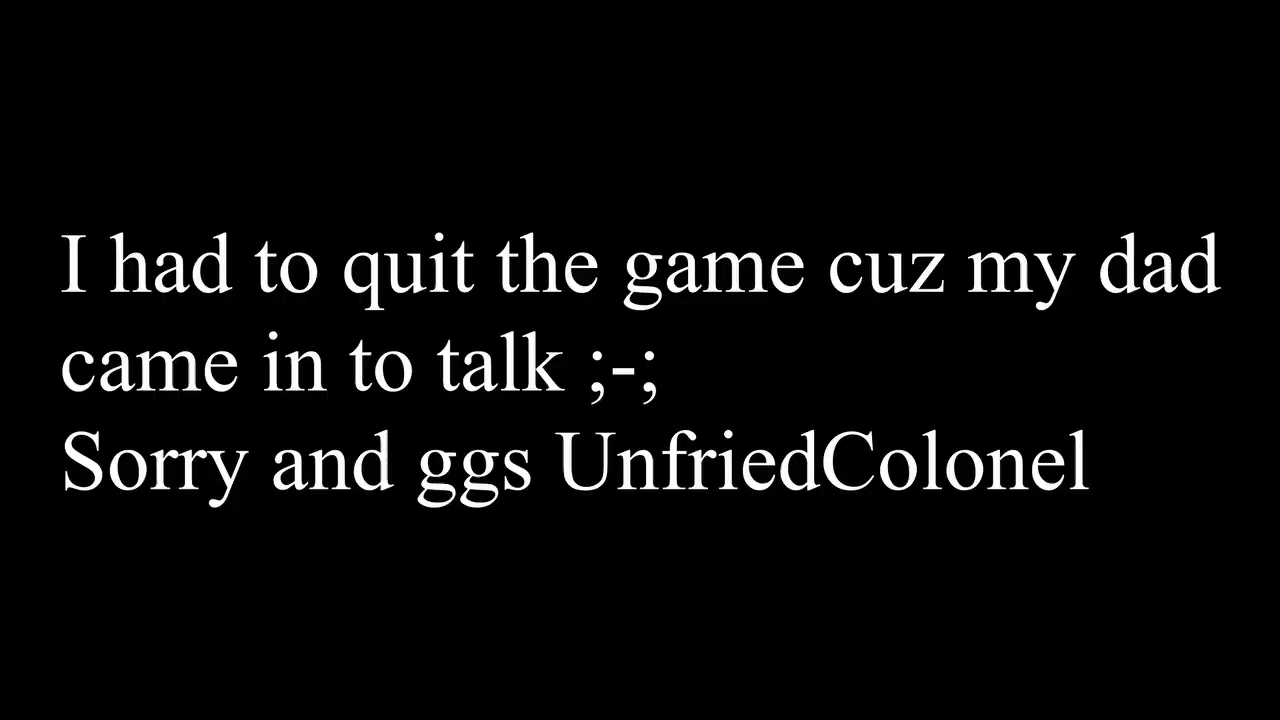 I had to quit the game cuz my dad
came in to talk ;-;
Sorry and ggs UnfriedColonel